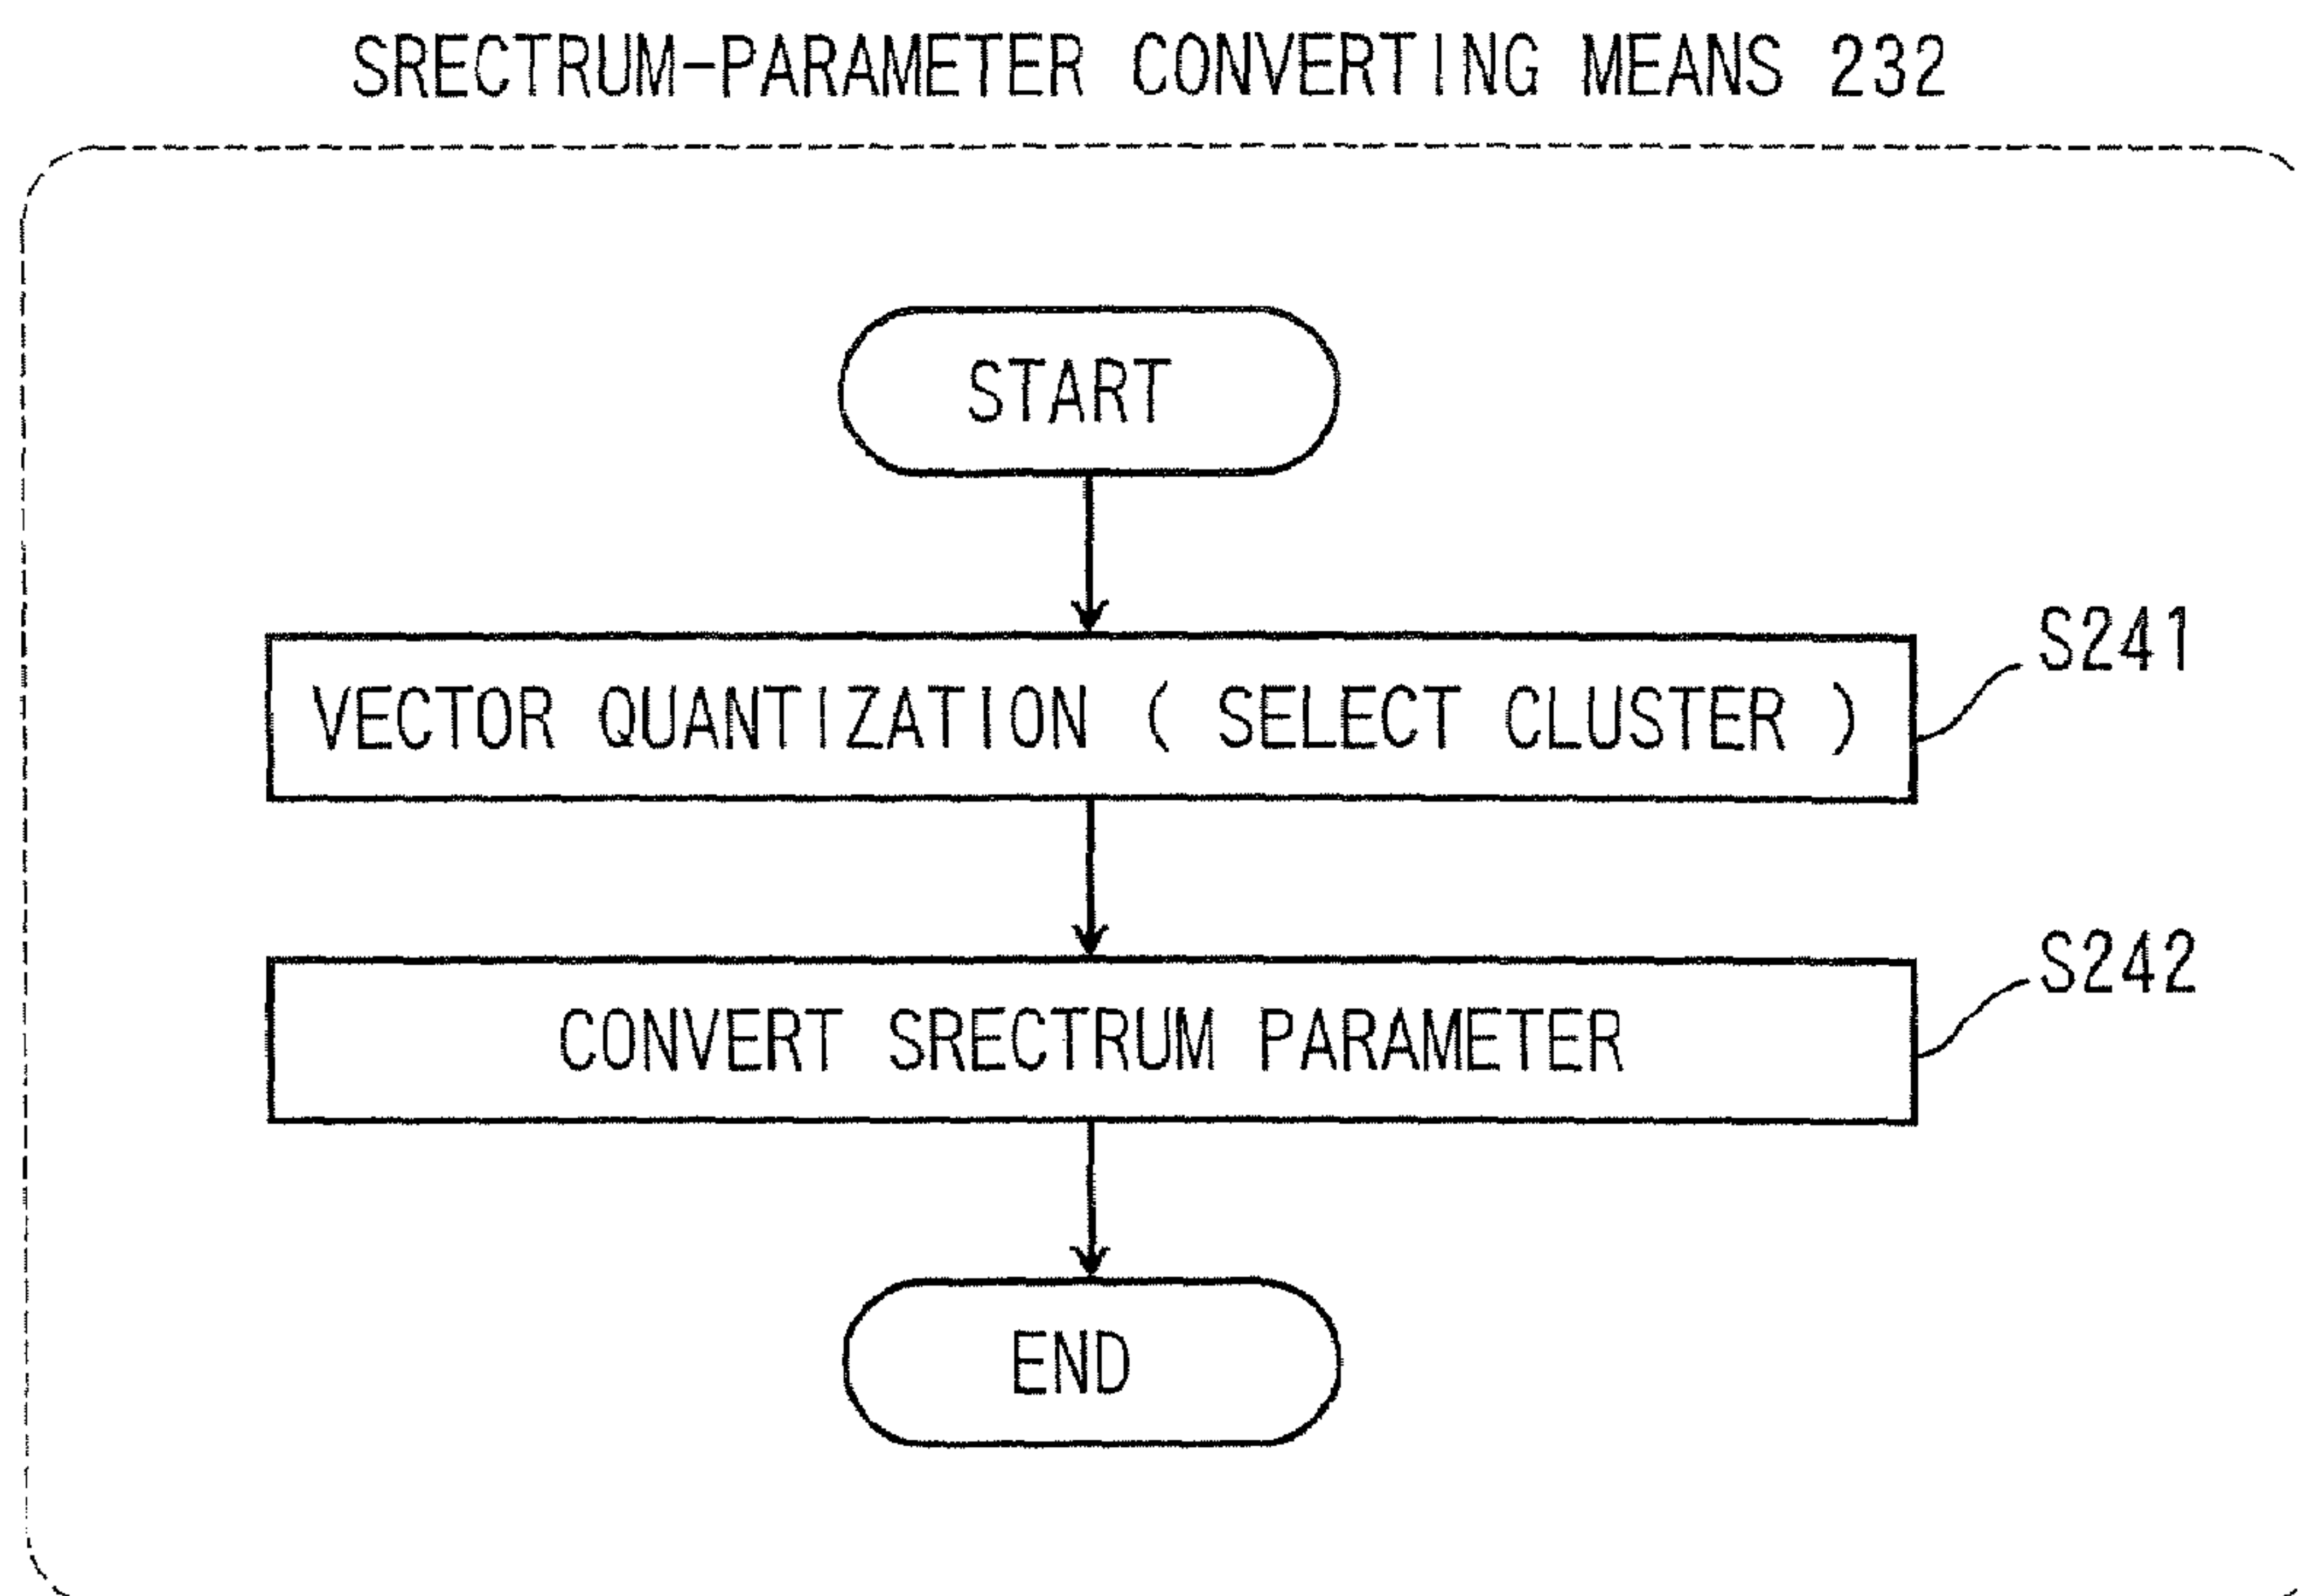 SRECTRUM-PARAMETER CONVERTING MEANS 232
START
S241
VECTOR QUANTIZATION ( SELECT CLUSTER )
S242
CONVERT SRECTRUM PARAMETER
END